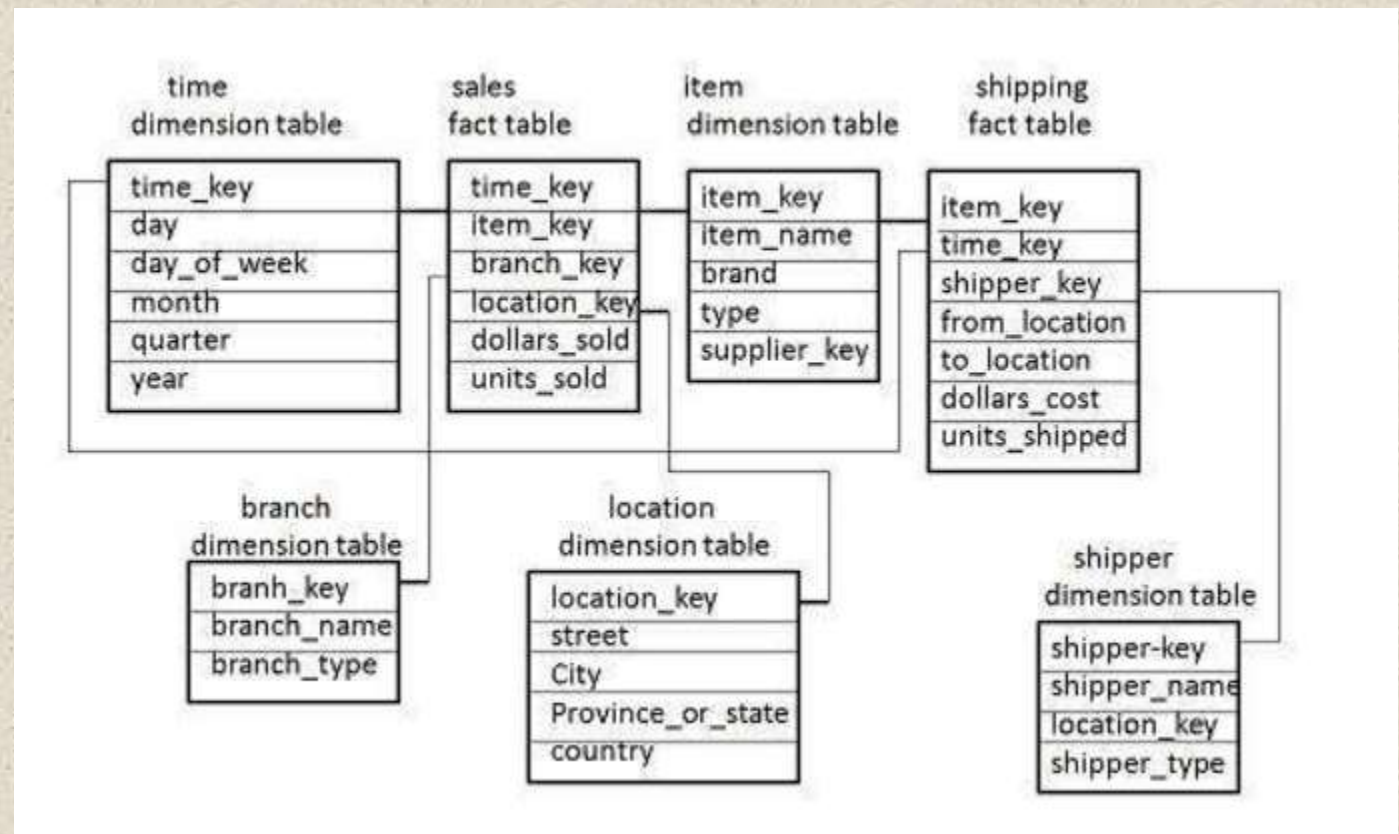 time
dimension table
time_key
day
day_of_week
month
quarter
year
sales
fact table
time_key
item_key
branch_key
location_key
dollars_sold
units_sold
item
dimension table
item_key
item_name
brand
type
supplier_key
shipping
fact table
item_key
time_key
shipper_key
from_location
to_location
dollars_cost
units_shipped
branch
dimension table
branh_key
branch_name
branch_type
location
dimension table
location_key
street
City
Province_or_state
country
shipper
dimension table
shipper-key
shipper_name
location_key
shipper_type